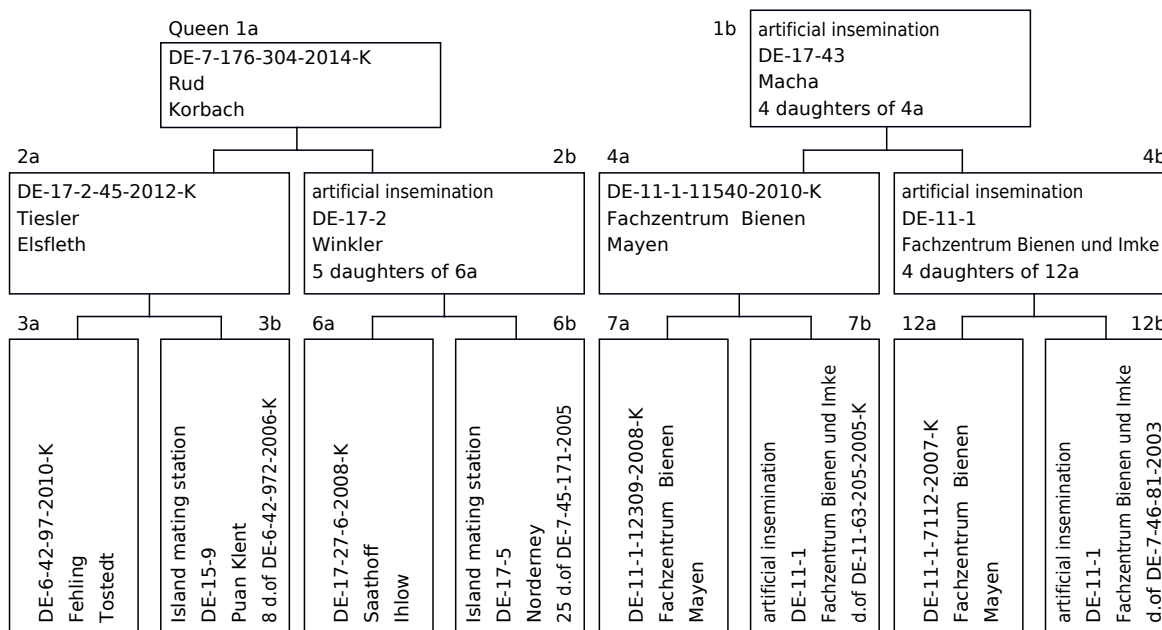 Queen 1a
DE-7-176-304-2014-K
Rud
Korbach
1b
artificial insemination
DE-17-43
Macha
4 daughters of 4a
2a
DE-17-2-45-2012-K
Tiesler
Elsfleth
2b
artificial insemination
DE-17-2
Winkler
5 daughters of 6a
4a
DE-11-1-11540-2010-K
Fachzentrum Bienen
Mayen
4b
artificial insemination
DE-11-1
Fachzentrum Bienen und Imke
4 daughters of 12a
3a
DE-6-42-97-2010-K
Fehling
Tostedt
3b
Island mating station
DE-15-9
Puan Klent
8 d.of DE-6-42-972-2006-K
6a
DE-17-27-6-2008-K
Saathoff
Ihlow
6b
Island mating station
DE-17-5
Norderney
25 d.of DE-7-45-171-2005
7a
DE-11-1-12309-2008-K
Fachzentrum Bienen
Mayen
7b
artificial insemination
DE-11-1
Fachzentrum Bienen und Imke
d.of DE-11-63-205-2005-K
12a
DE-11-1-7112-2007-K
Fachzentrum Bienen
Mayen
12b
artificial insemination
DE-11-1
Fachzentrum Bienen und Imke
d.of DE-7-46-81-2003